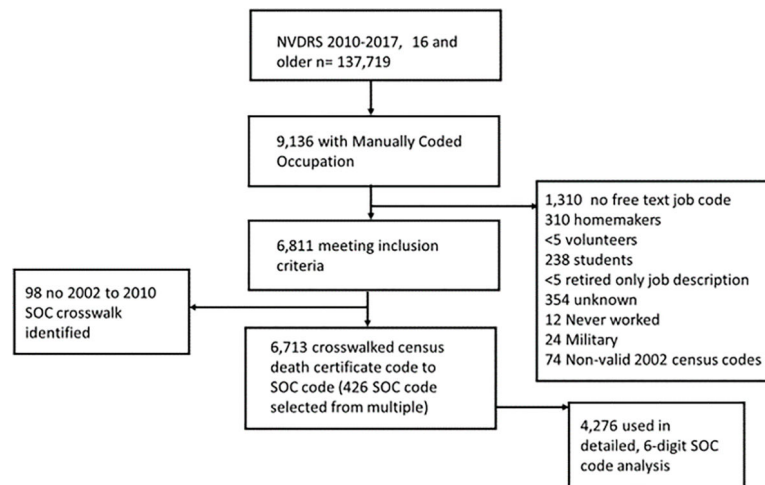 NVDRS 2010-2017, 16 and
older n= 137,719
9,136 with Manually Coded
Occupation
1,310 no free text job code
310 homemakers
<5 volunteers
238 students
<5 retired only job description
354 unknown
12 Never worked
24 Military
74 Non-valid 2002 census codes
6,811 meeting inclusion
criteria
98 no 2002 to 2010
SOC crosswalk
identified
6,713 crosswalked census
death certificate code to
SOC code (426 SOC code
selected from multiple)
4,276 used in
detailed, 6-digit SOC
code analysis